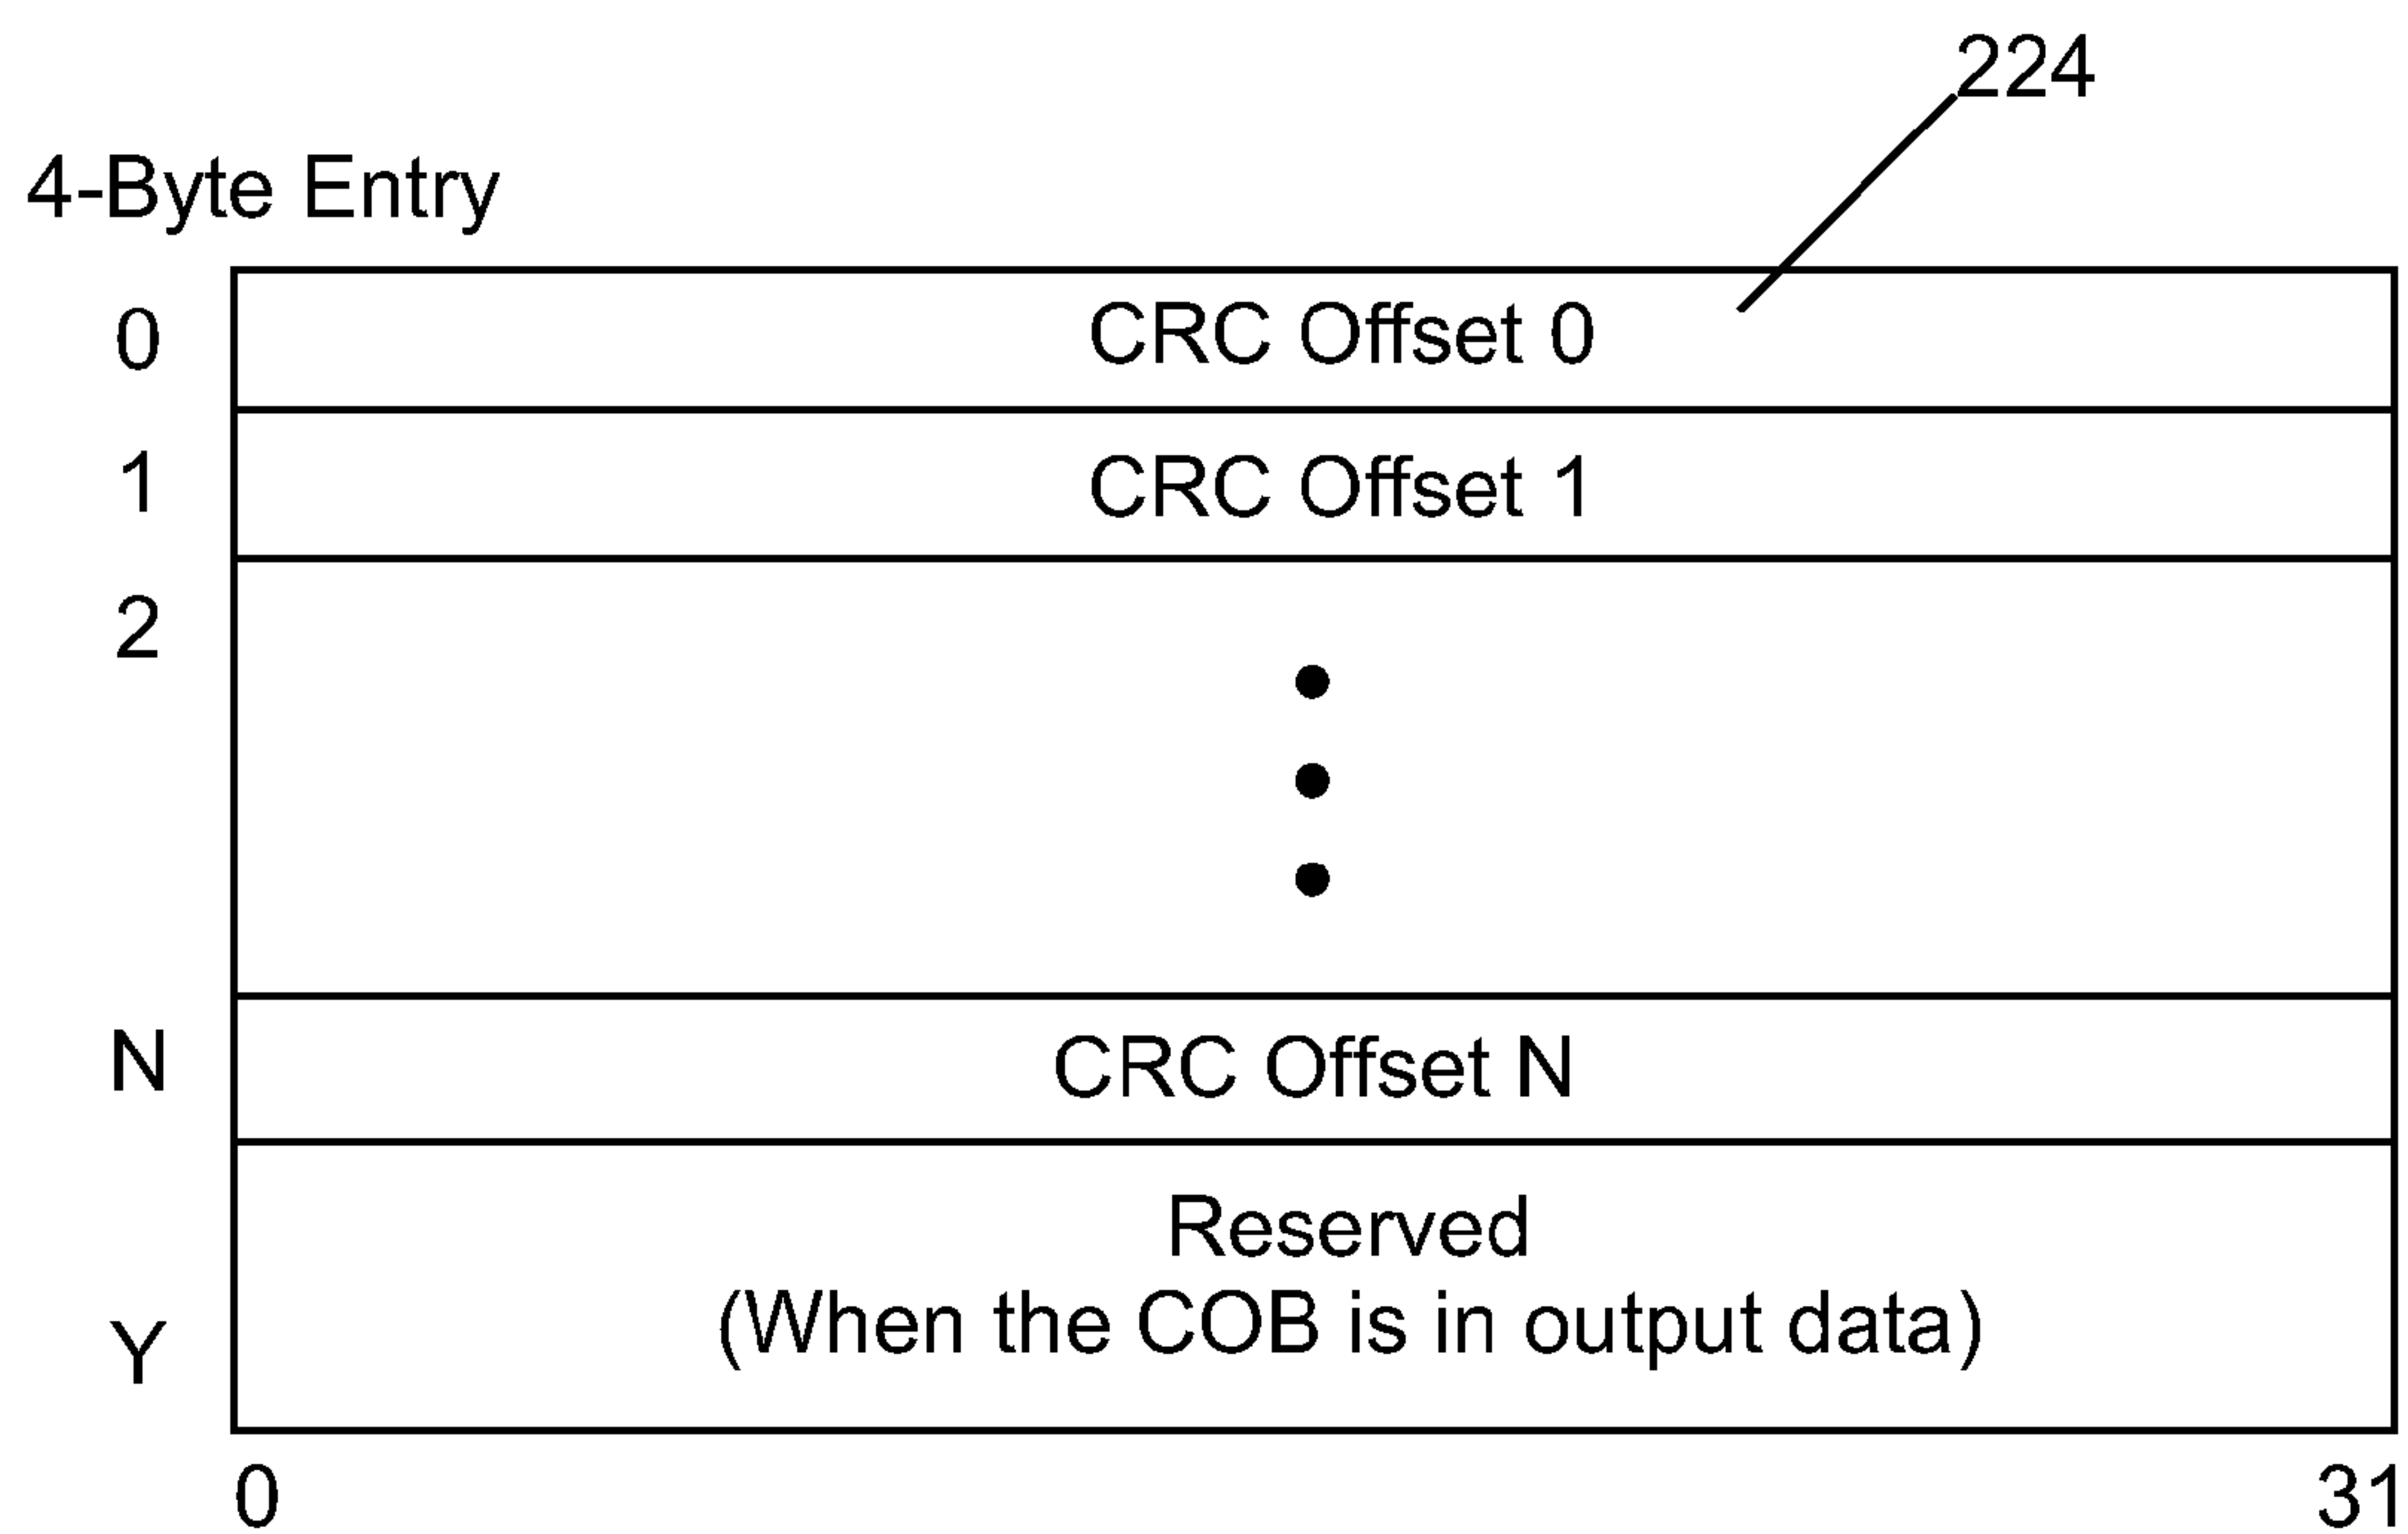 224
4-Byte Entry
0 CRC Offset 0
1 CRC Offset 1
2
N CRC Offset N
Reserved
Y (When the COB is in output data)
0 31